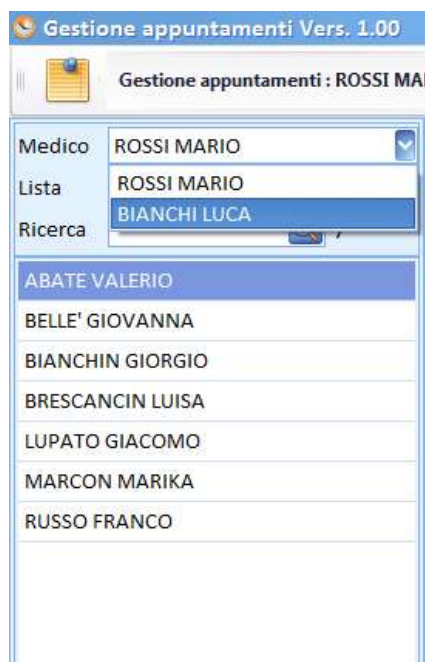 Gestione appuntamenti Vers. 1.00
Gestione appuntamenti : ROSSI MA
Medico ROSSI MARIO
Lista ROSSI MARIO
BIANCHI LUCA
Ricerca
ABATE VALERIO
BELLE' GIOVANNA
BIANCHIN GIORGIO
BRESCANCIN LUISA
LUPATO GIACOMO
MARCON MARIKA
RUSSO FRANCO